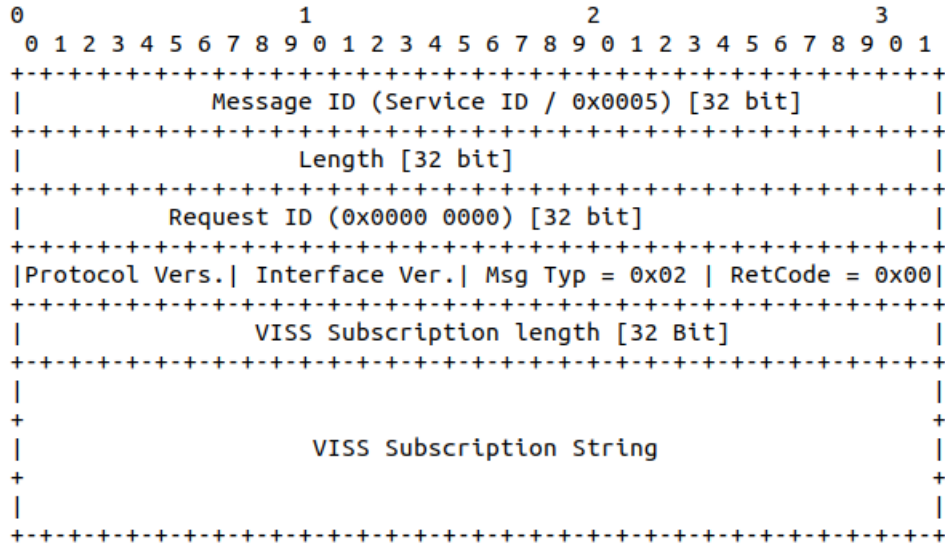 0                   1                   2                   3
 0 1 2 3 4 5 6 7 8 9 0 1 2 3 4 5 6 7 8 9 0 1 2 3 4 5 6 7 8 9 0 1
+-+-+-+-+-+-+-+-+-+-+-+-+-+-+-+-+-+-+-+-+-+-+-+-+-+-+-+-+-+-+-+-+
|             Message ID (Service ID / 0x0005) [32 bit]         |
+-+-+-+-+-+-+-+-+-+-+-+-+-+-+-+-+-+-+-+-+-+-+-+-+-+-+-+-+-+-+-+-+
|                   Length [32 bit]                             |
+-+-+-+-+-+-+-+-+-+-+-+-+-+-+-+-+-+-+-+-+-+-+-+-+-+-+-+-+-+-+-+-+
|          Request ID (0x0000 0000) [32 bit]                    |
+-+-+-+-+-+-+-+-+-+-+-+-+-+-+-+-+-+-+-+-+-+-+-+-+-+-+-+-+-+-+-+-+
|Protocol Vers.| Interface Ver.| Msg Typ = 0x02 | RetCode = 0x00|
+-+-+-+-+-+-+-+-+-+-+-+-+-+-+-+-+-+-+-+-+-+-+-+-+-+-+-+-+-+-+-+-+
|                VISS Subscription length [32 Bit]              |
+-+-+-+-+-+-+-+-+-+-+-+-+-+-+-+-+-+-+-+-+-+-+-+-+-+-+-+-+-+-+-+-+
|                                                               |
+                                                               +
|                    VISS Subscription String                   |
+                                                               +
|                                                               |
+-+-+-+-+-+-+-+-+-+-+-+-+-+-+-+-+-+-+-+-+-+-+-+-+-+-+-+-+-+-+-+-+